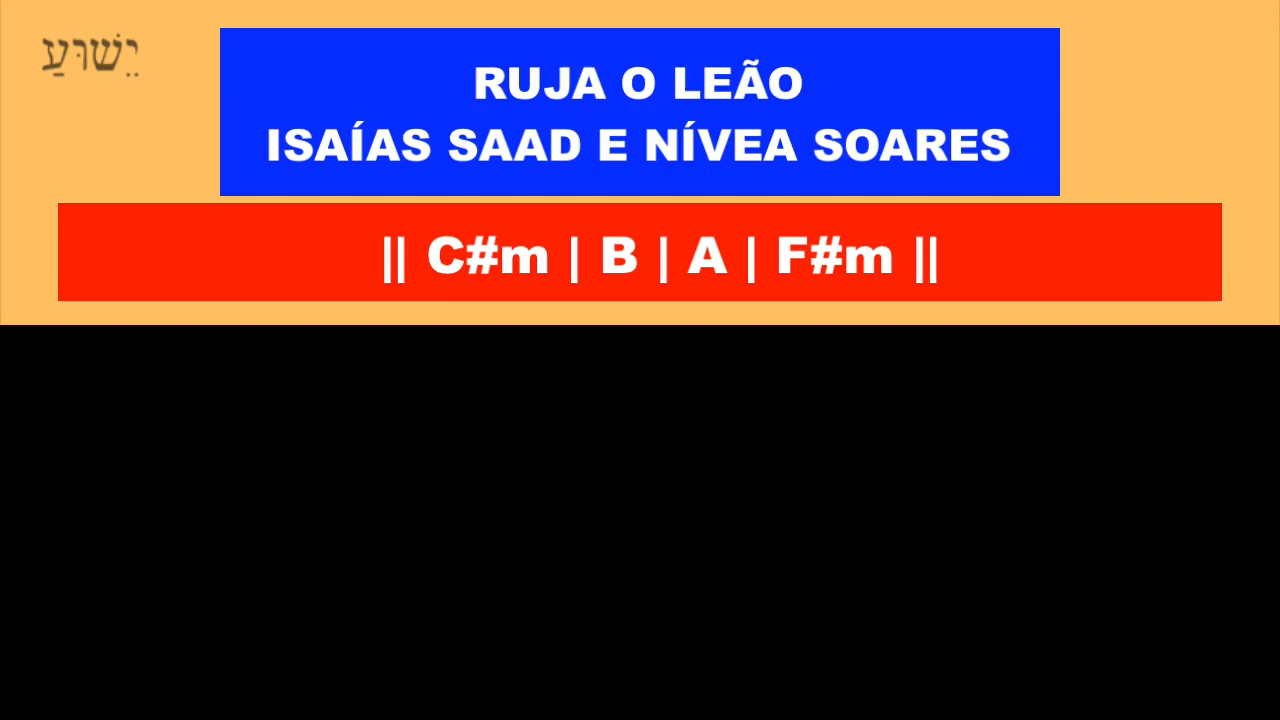 יֵשׁוּעַ
RUJA O LEÃO
ISAÍAS SAAD E NÍVEA SOARES
|| C#m | B | A | F#m ||